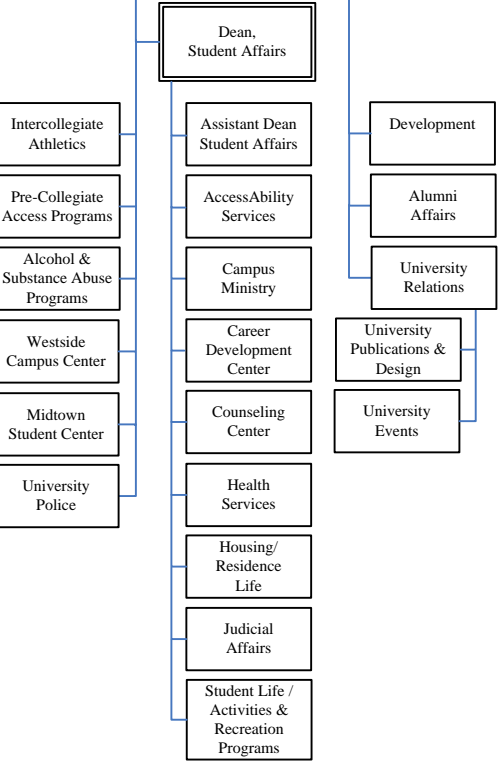 Dean,
Student Affairs
Intercollegiate
Athletics
Pre-Collegiate
Access Programs
Alcohol &
Substance Abuse
Programs
Westside
Campus Center
Midtown
Student Center
University
Police
Assistant Dean
Student Affairs
AccessAbility
Services
Campus
Ministry
Career
Development
Center
Counseling
Center
Health
Services
Housing/
Residence
Life
Judicial
Affairs
Student Life /
Activities &
Recreation
Programs
Development
Alumni
Affairs
University
Relations
University
Publications &
Design
University
Events